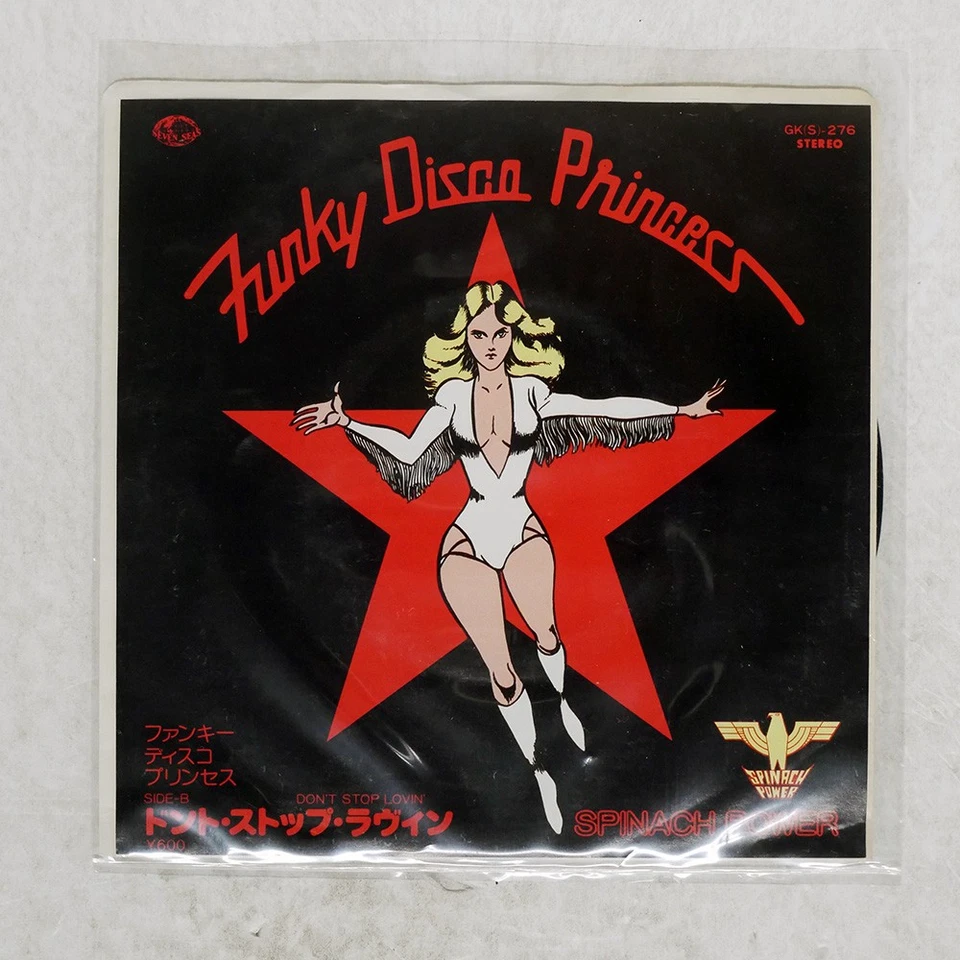 SEVEN SEAS
GK(S)-276
STEREO
Funky Disco Princess
ファンキー
ディスコ
プリンセス
SIDE-B DON'T STOP LOVIN'
ドント・ストップ・ラヴィン
¥600
SPINACH
POWER
SPINACH POWER